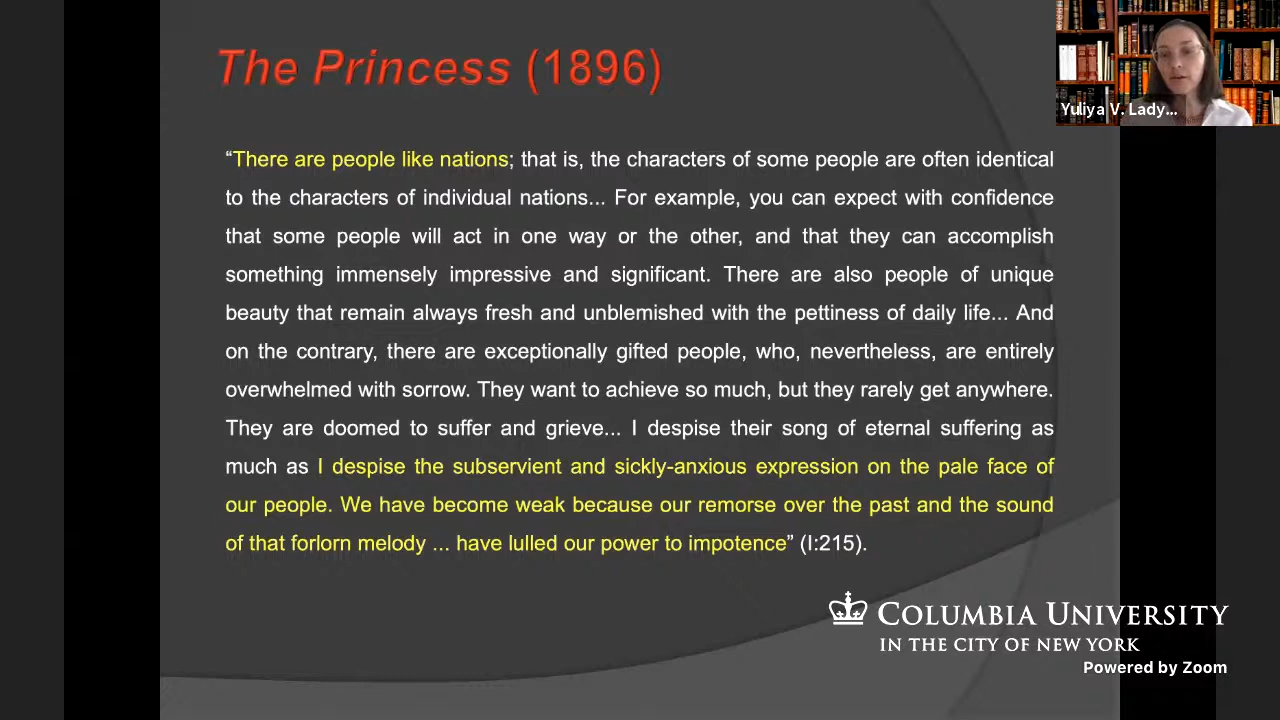 The Princess (1896)
Yuliya V. Lady...
“There are people like nations; that is, the characters of some people are often identical
to the characters of individual nations... For example, you can expect with confidence
that some people will act in one way or the other, and that they can accomplish
something immensely impressive and significant. There are also people of unique
beauty that remain always fresh and unblemished with the pettiness of daily life... And
on the contrary, there are exceptionally gifted people, who, nevertheless, are entirely
overwhelmed with sorrow. They want to achieve so much, but they rarely get anywhere.
They are doomed to suffer and grieve... I despise their song of eternal suffering as
much as I despise the subservient and sickly-anxious expression on the pale face of
our people. We have become weak because our remorse over the past and the sound
of that forlorn melody ... have lulled our power to impotence” (I:215).
COLUMBIA UNIVERSITY
IN THE CITY OF NEW YORK
Powered by Zoom